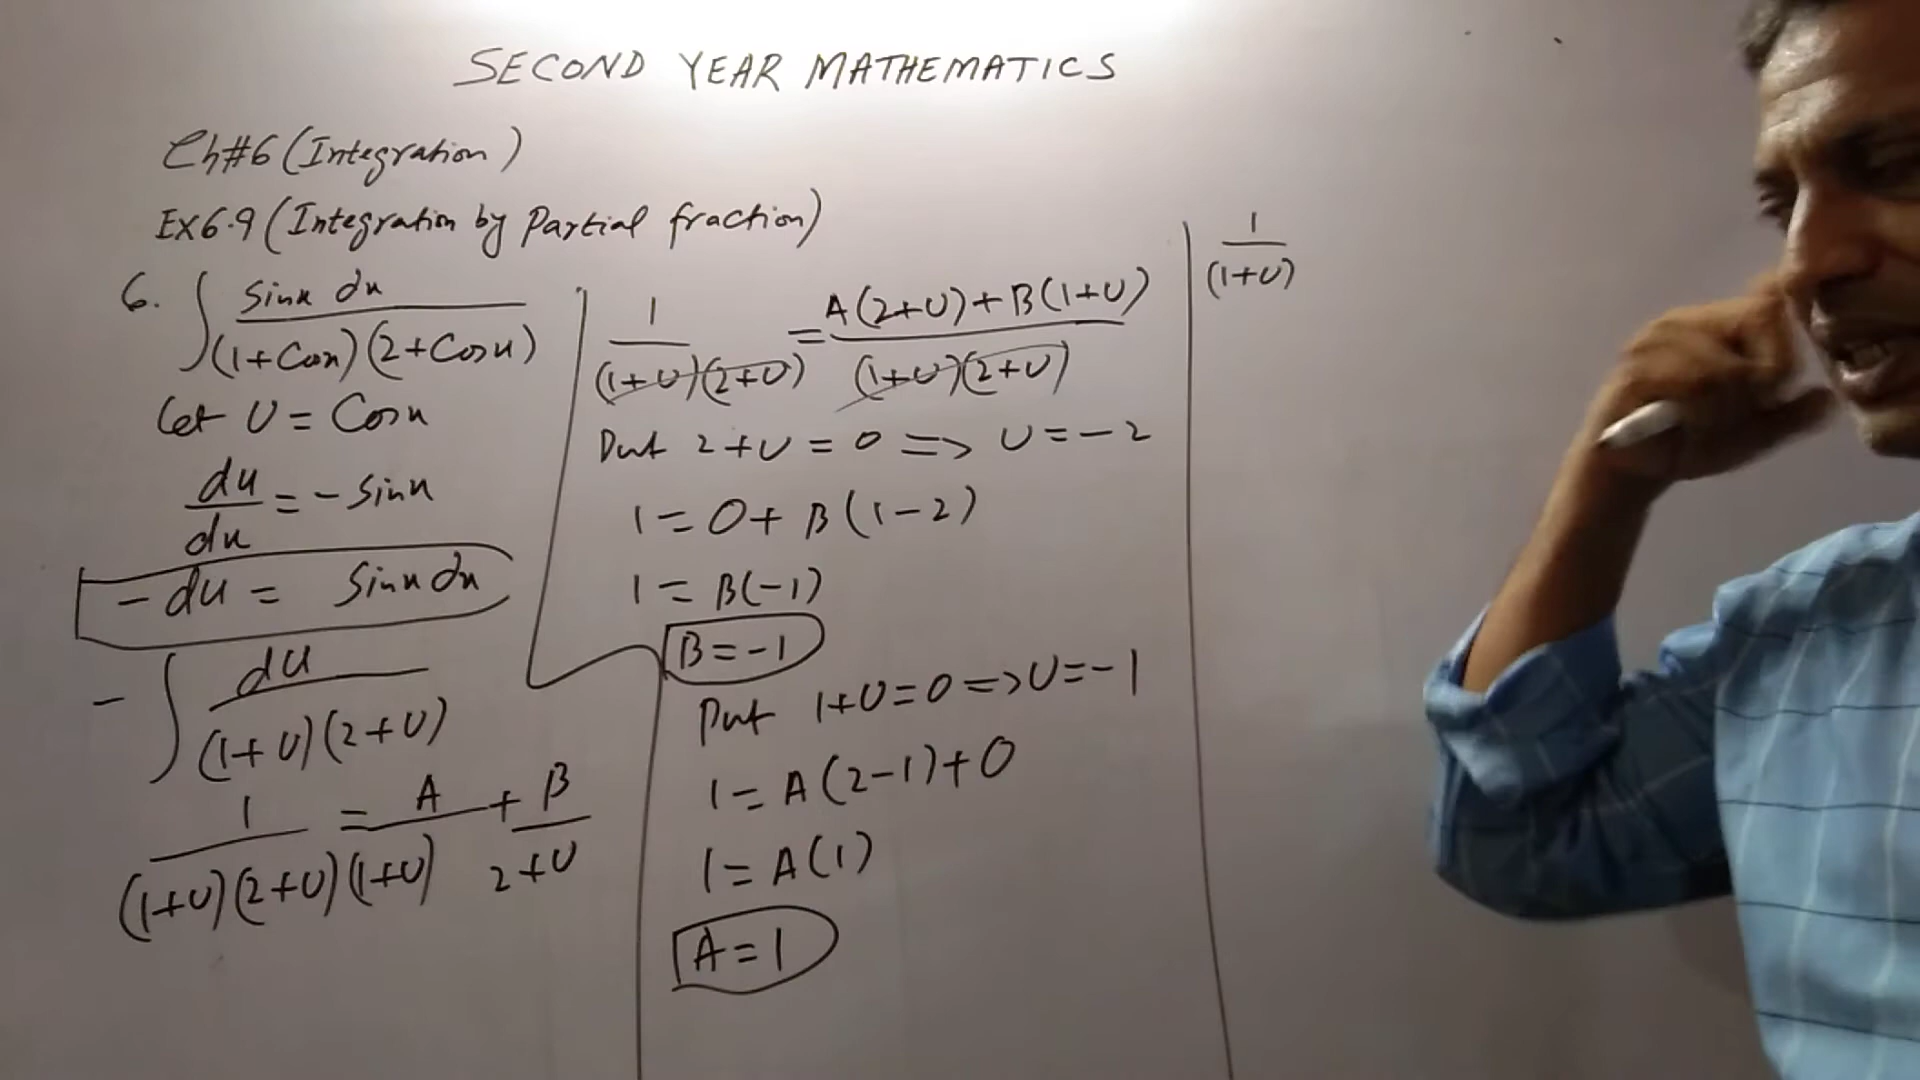 SECOND YEAR MATHEMATICS
Ch#6 (Integration)
Ex6.9 (Integration by Partial fraction)
6. ∫ Sinx dx / (1+Cosx)(2+Cosx)
Let U = Cosx
du/dx = - Sinx
-du = Sinx dx
- ∫ du / (1+U)(2+U)
1 / (1+U)(2+U) = A / (1+U) + B / 2+U
1 / (1+U)(2+U) = A(2+U)+B(1+U) / (1+U)(2+U)
Put 2+U = 0 => U = -2
1 = 0 + B(1-2)
1 = B(-1)
B = -1
Put 1+U=0 => U=-1
1 = A(2-1)+0
1 = A(1)
A = 1
1 / (1+U)